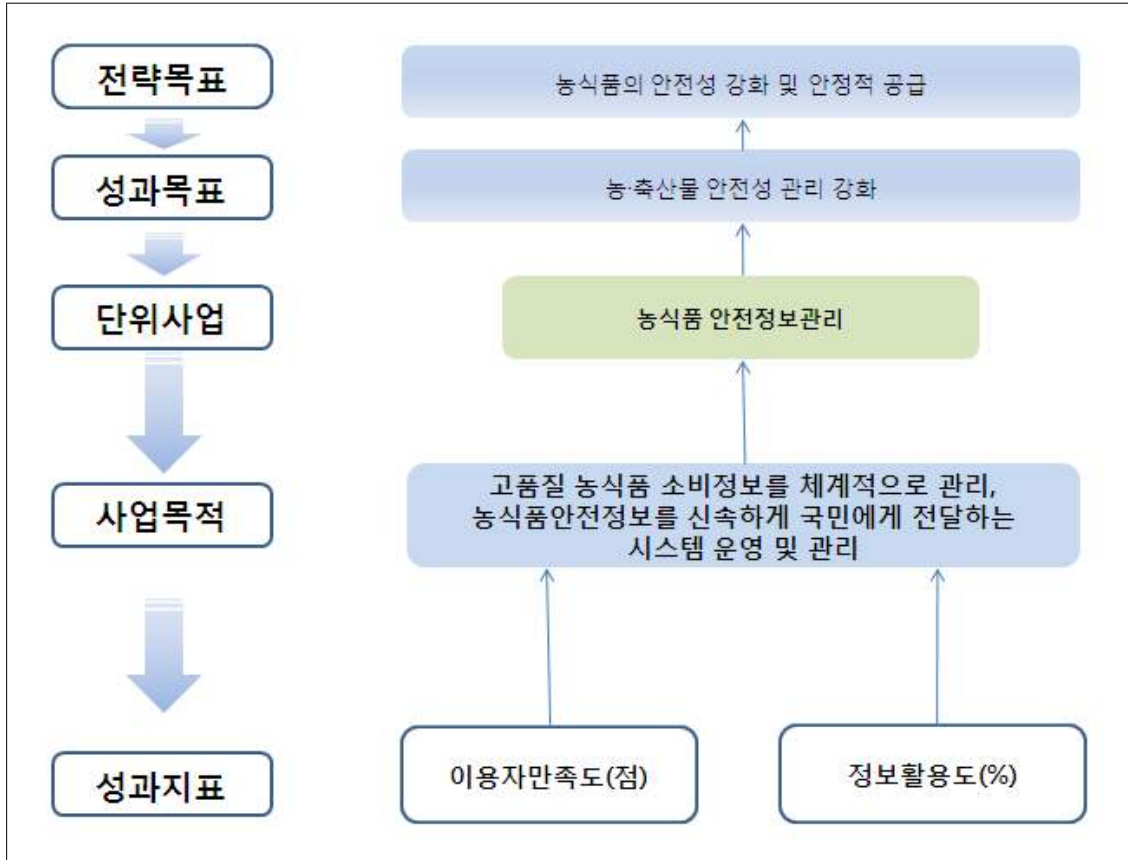 전략목표
농식품의 안전성 강화 및 안정적 공급
성과목표
농·축산물 안전성 관리 강화
단위사업
농식품 안전정보관리
사업목적
고품질 농식품 소비정보를 체계적으로 관리,
농식품안전정보를 신속하게 국민에게 전달하는
시스템 운영 및 관리
성과지표
이용자만족도(점)
정보활용도(%)